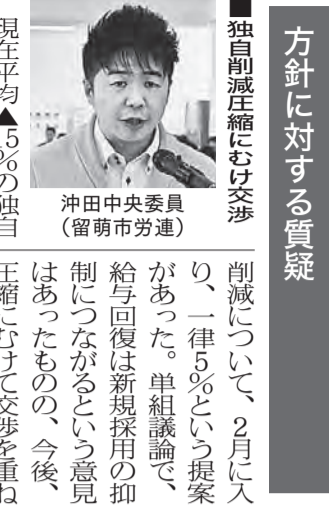 方針に対する質疑
■独自削減圧縮にむけ交渉
沖田中央委員
（留萌市労連）
現在平均▲5％の独自
削減について、2月に入
り、一律5％という提案
があった。単組議論で、
給与回復は新規採用の抑
制につながるという意見
はあったものの、今後、
圧縮にむけて交渉を重ね